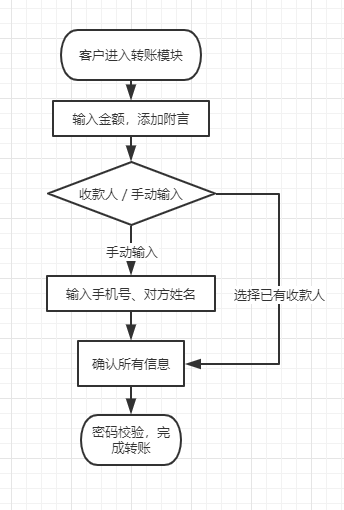 客户进入转账模块
输入金额，添加附言
收款人 / 手动输入
手动输入
输入手机号、对方姓名
选择已有收款人
确认所有信息
密码校验，完
成转账